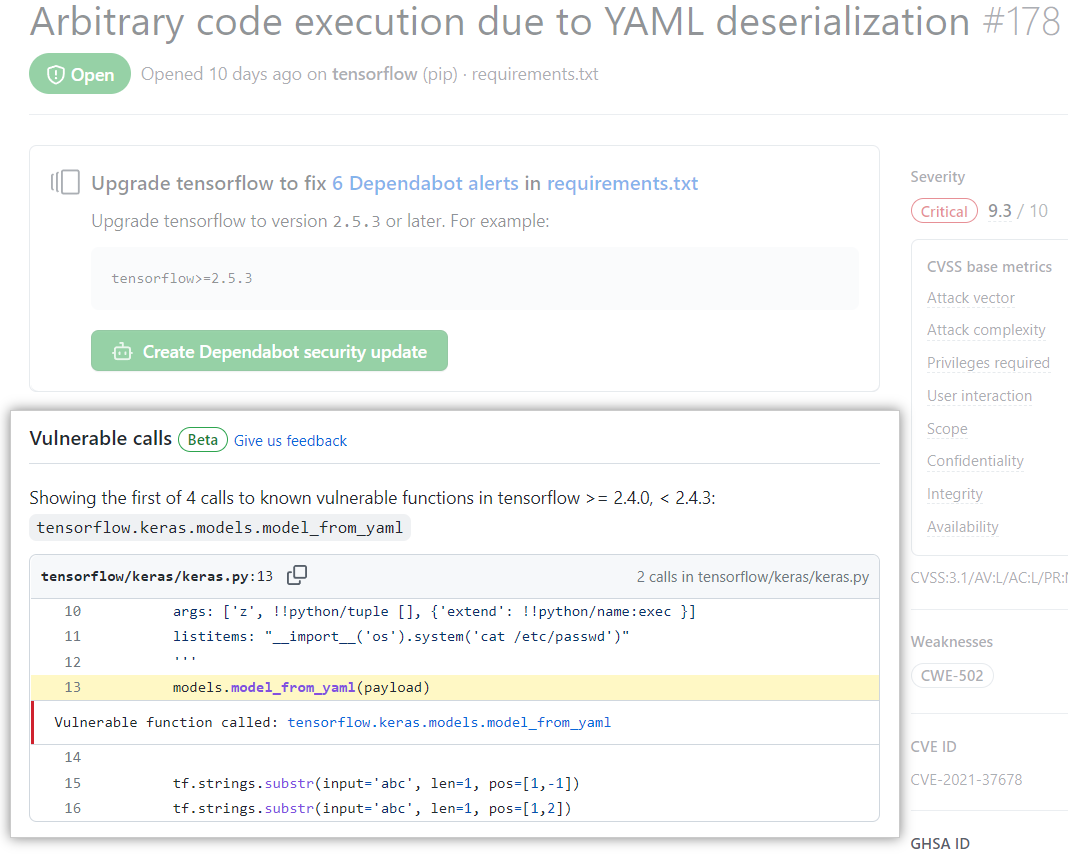 Arbitrary code execution due to YAML deserialization #178
Open Opened 10 days ago on tensorflow (pip) · requirements.txt
Upgrade tensorflow to fix 6 Dependabot alerts in requirements.txt
Upgrade tensorflow to version 2.5.3 or later. For example:
tensorflow>=2.5.3
Create Dependabot security update
Vulnerable calls Beta Give us feedback
Showing the first of 4 calls to known vulnerable functions in tensorflow >= 2.4.0, < 2.4.3:
tensorflow.keras.models.model_from_yaml
tensorflow/keras/keras.py:13 2 calls in tensorflow/keras/keras.py
10 args: ['z', !!python/tuple [], {'extend': !!python/name:exec }]
11 listitems: "__import__('os').system('cat /etc/passwd')"
12 '''
13 models.model_from_yaml(payload)
Vulnerable function called: tensorflow.keras.models.model_from_yaml
14
15 tf.strings.substr(input='abc', len=1, pos=[1,-1])
16 tf.strings.substr(input='abc', len=1, pos=[1,2])
Severity
Critical 9.3 / 10
CVSS base metrics
Attack vector
Attack complexity
Privileges required
User interaction
Scope
Confidentiality
Integrity
Availability
CVSS:3.1/AV:L/AC:L/PR:
Weaknesses
CWE-502
CVE ID
CVE-2021-37678
GHSA ID